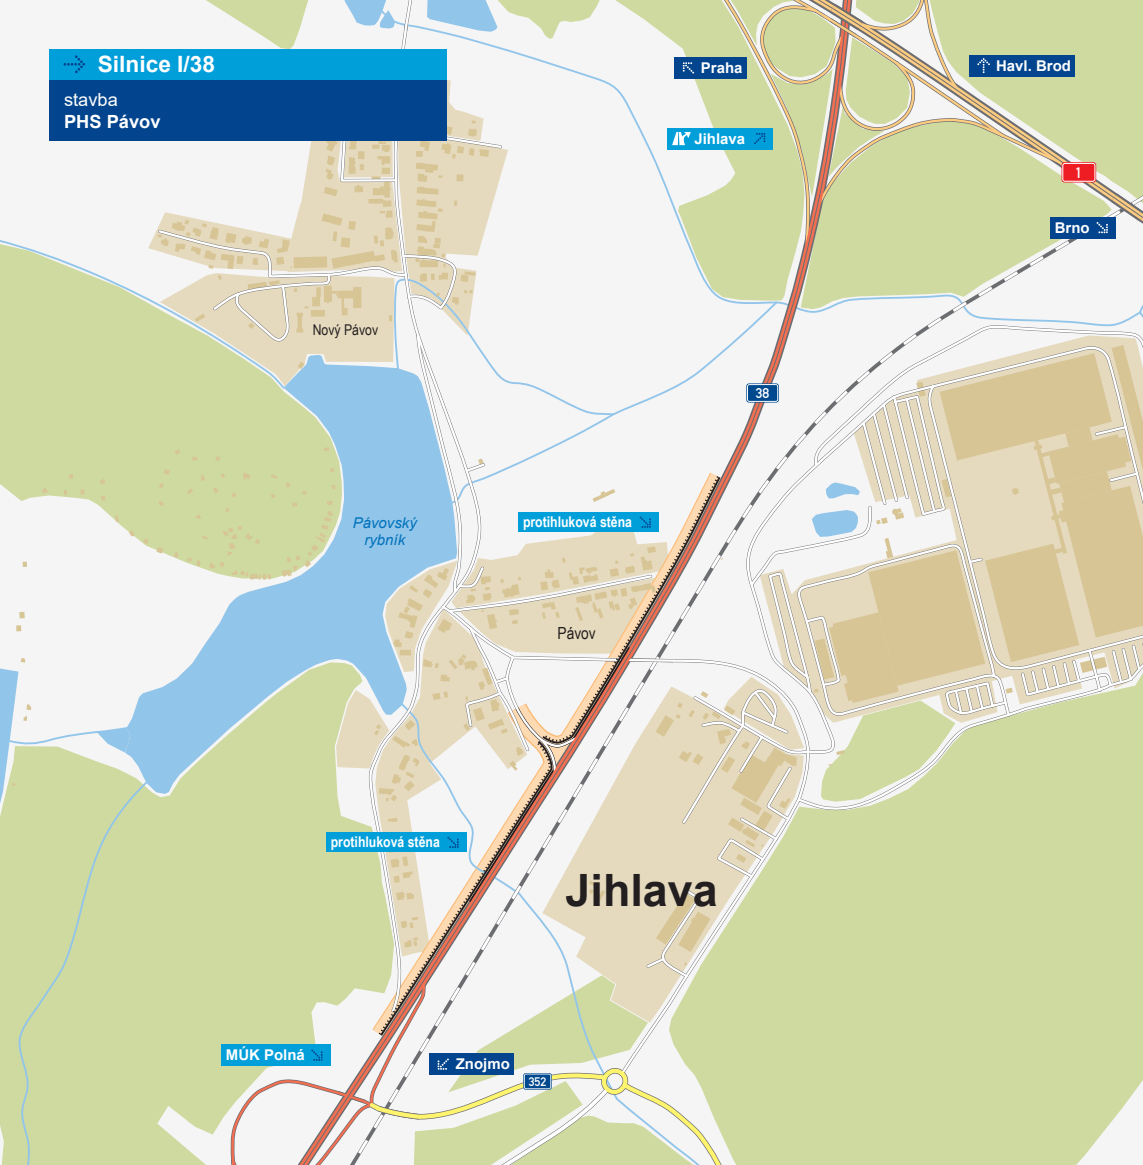 Silnice I/38
stavba
PHS Pávov
Praha
Havl. Brod
Jihlava
1
Brno
Nový Pávov
38
Pávovský
rybník
protihluková stěna
Pávov
protihluková stěna
Jihlava
MÚK Polná
Znojmo
352